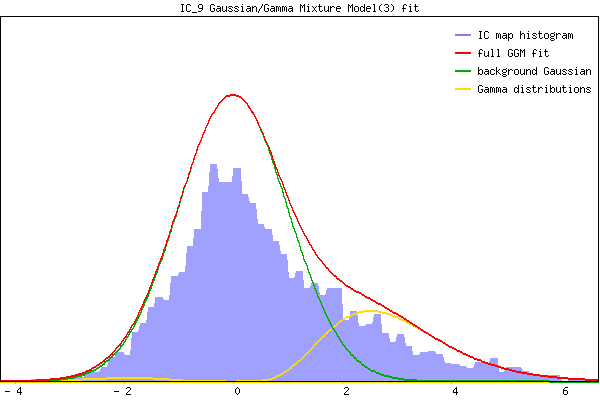 IC_9 Gaussian/Gamma Mixture Model(3) fit
IC map histogram
full GGM fit
background Gaussian
Gamma distributions
-4 -2 0 2 4 6